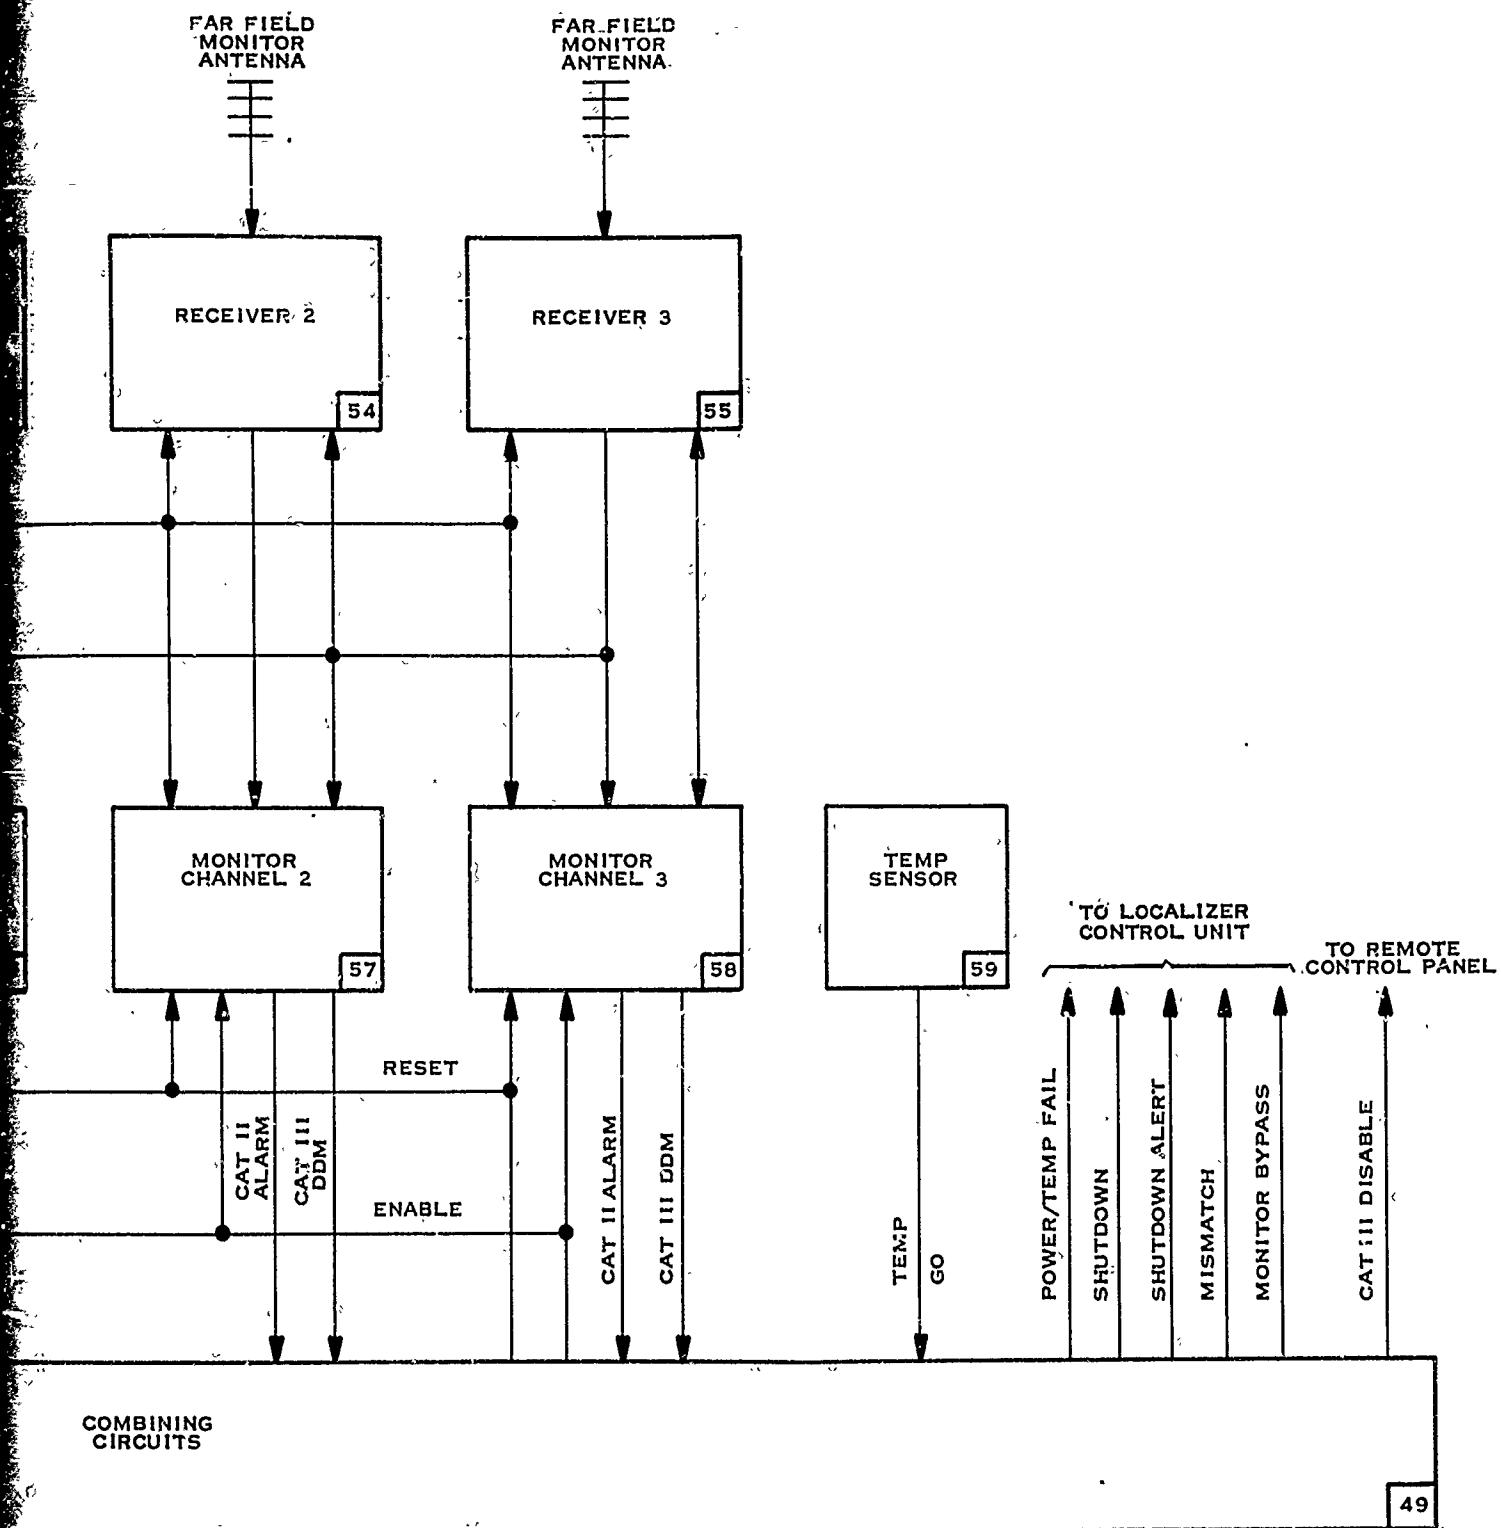 FAR FIELD
MONITOR
ANTENNA
FAR FIELD
MONITOR
ANTENNA
RECEIVER 2
54
RECEIVER 3
55
MONITOR
CHANNEL 2
57
MONITOR
CHANNEL 3
58
TEMP
SENSOR
59
TO LOCALIZER
CONTROL UNIT
TO REMOTE
CONTROL PANEL
RESET
ENABLE
CAT II
ALARM
CAT III
DDM
CAT II ALARM
CAT III DDM
TEMP
GO
POWER/TEMP FAIL
SHUTDOWN
SHUTDOWN ALERT
MISMATCH
MONITOR BYPASS
CAT III DISABLE
COMBINING
CIRCUITS
49